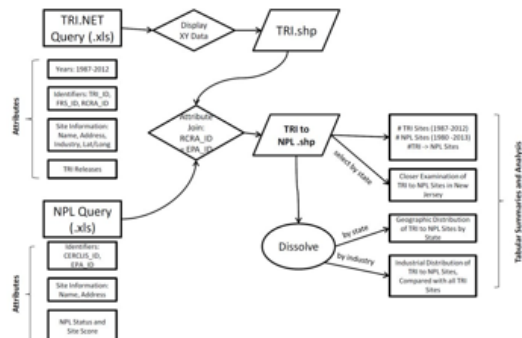 TRI.NET
Query (.xls)
Display
XY Data
TRI.shp
Attributes
Years: 1987-2012
Identifiers: TRI_ID,
FRS_ID, RCRA_ID
Site Information:
Name, Address,
Industry, Lat/Long
TRI Releases
Attribute
Join:
RCRA_ID
= EPA_ID
TRI to
NPL .shp
select by state
# TRI Sites (1987-2012)
# NPL Sites (1980 -2013)
#TRI -> NPL Sites
Closer Examination of
TRI to NPL Sites in New
Jersey
Tabular Summaries and Analysis
NPL Query
(.xls)
Dissolve
by state
by industry
Geographic Distribution
of TRI to NPL Sites by
State
Industrial Distribution of
TRI to NPL Sites,
Compared with all TRI
Sites
Attributes
Identifiers:
CERCLIS_ID,
EPA_ID
Site Information:
Name, Address
NPL Status and
Site Score